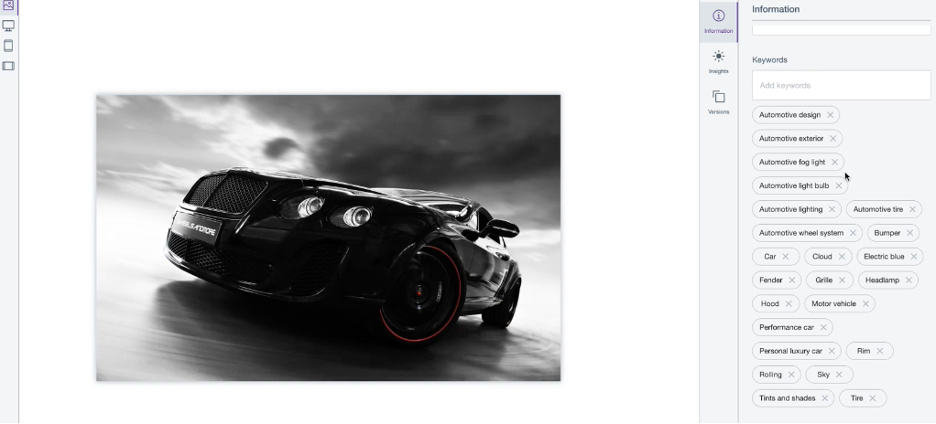 Information
Information
Keywords
Add keywords
Insights
Versions
Automotive design
Automotive exterior
Automotive fog light
Automotive light bulb
Automotive lighting Automotive tire
Automotive wheel system Bumper
Car Cloud Electric blue
Fender Grille Headlamp
Hood Motor vehicle
Performance car
Personal luxury car Rim
Rolling Sky
Tints and shades Tire